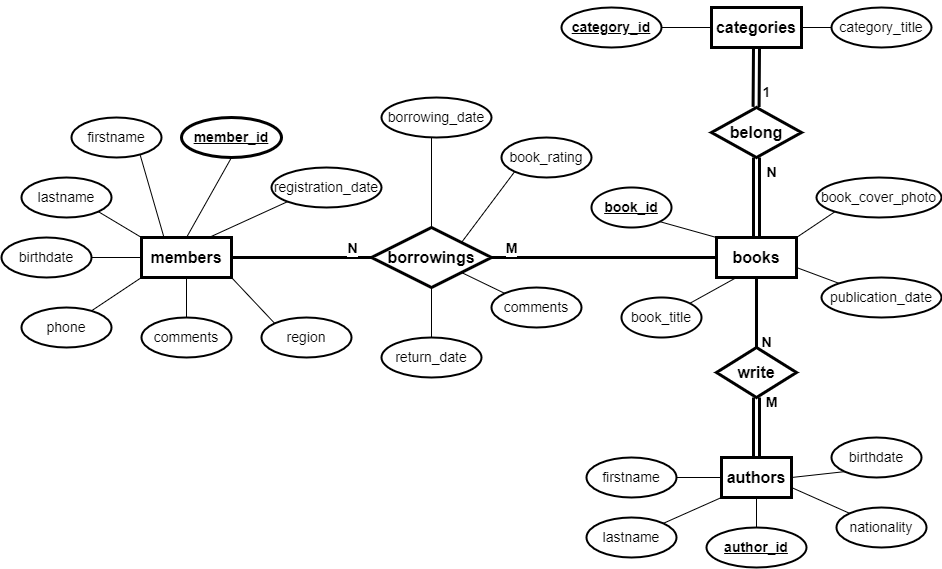 category_id
categories
category_title
1
belong
N
borrowing_date
firstname
member_id
book_rating
registration_date
lastname
book_id
book_cover_photo
members
N
borrowings
M
books
birthdate
phone
comments
region
comments
return_date
book_title
publication_date
N
write
M
firstname
authors
birthdate
lastname
author_id
nationality